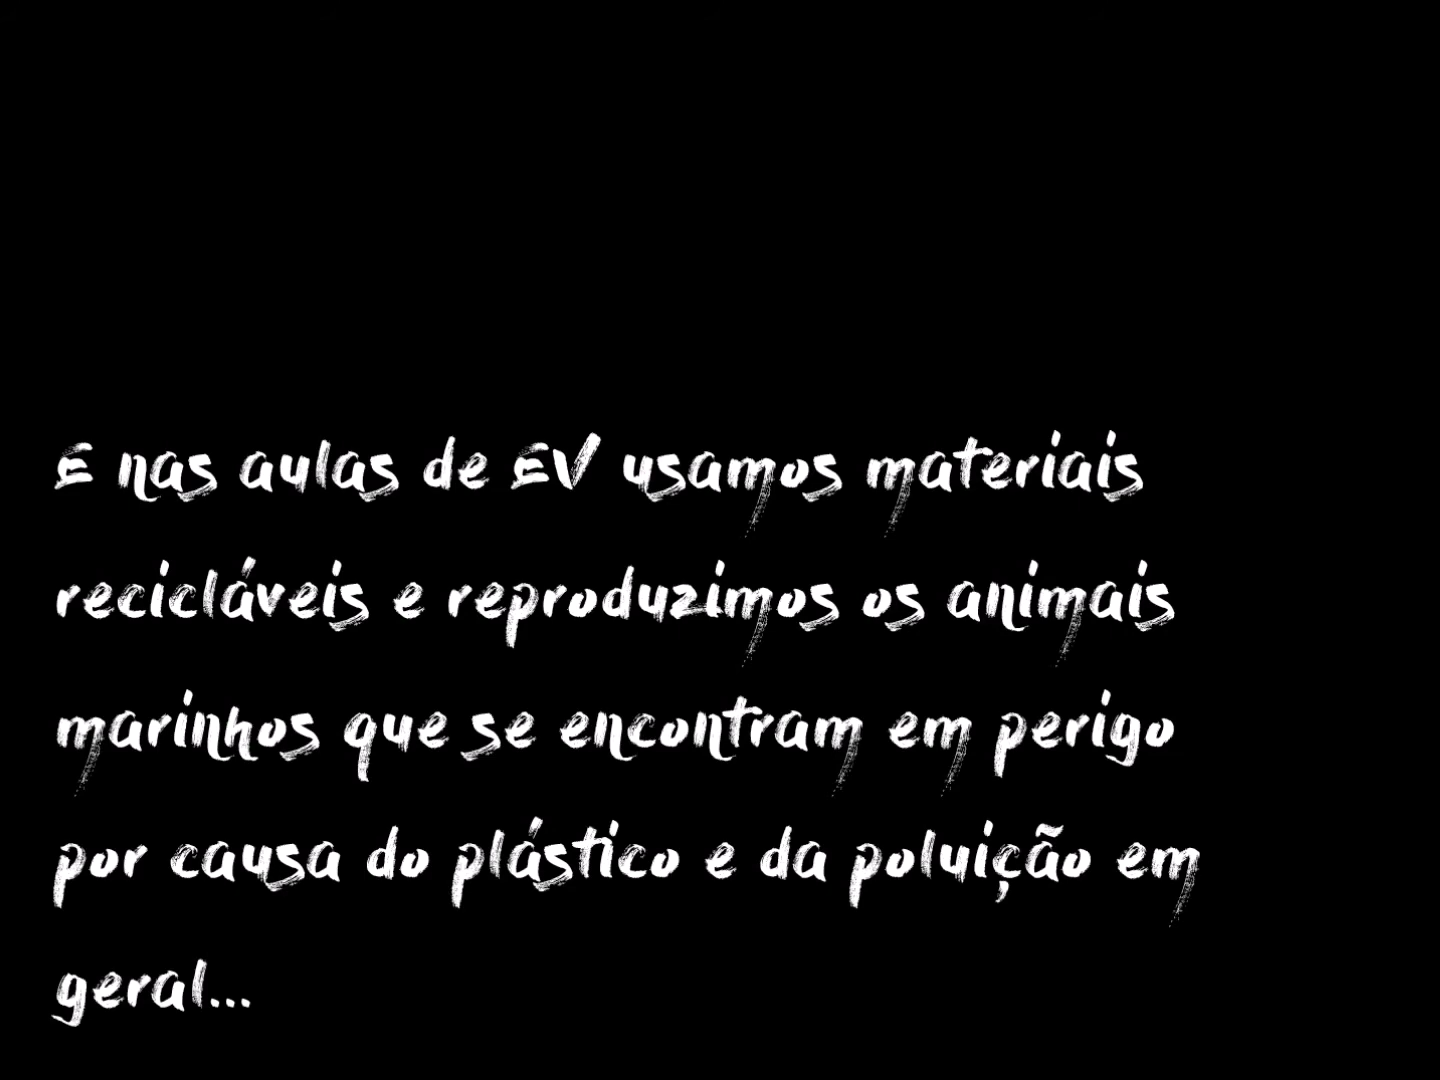 E nas aulas de EV usamos materiais
recicláveis e reproduzimos os animais
marinhos que se encontram em perigo
por causa do plástico e da poluição em
geral...